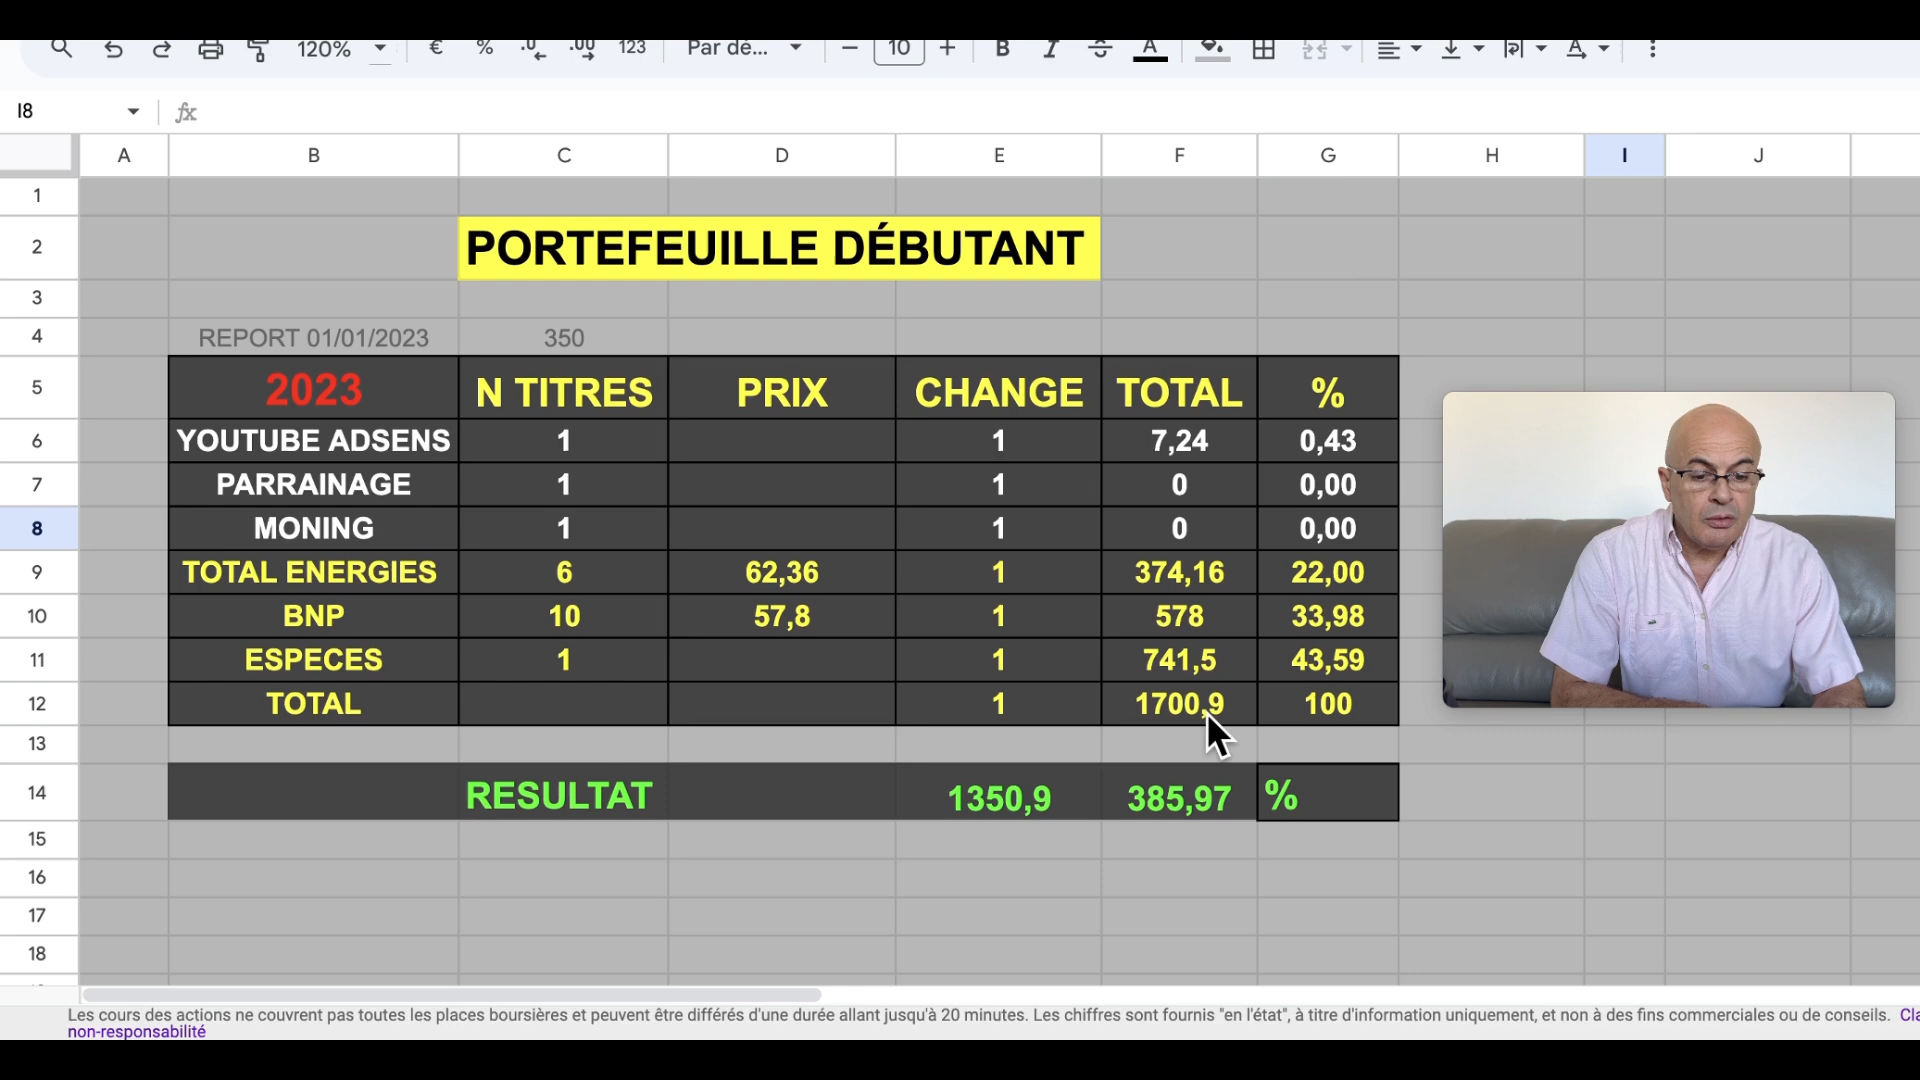 120% € % .0 .00 123 Par dé... 10 B I A A
I8 fx
A B C D E F G H I J
1
2 PORTEFEUILLE DÉBUTANT
3
4 REPORT 01/01/2023 350
5 2023 N TITRES PRIX CHANGE TOTAL %
6 YOUTUBE ADSENS 1 1 7,24 0,43
7 PARRAINAGE 1 1 0 0,00
8 MONING 1 1 0 0,00
9 TOTAL ENERGIES 6 62,36 1 374,16 22,00
10 BNP 10 57,8 1 578 33,98
11 ESPECES 1 1 741,5 43,59
12 TOTAL 1 1700,9 100
13
14 RESULTAT 1350,9 385,97 %
15
16
17
18
Les cours des actions ne couvrent pas toutes les places boursières et peuvent être différés d'une durée allant jusqu'à 20 minutes. Les chiffres sont fournis "en l'état", à titre d'information uniquement, et non à des fins commerciales ou de conseils. Cla
non-responsabilité